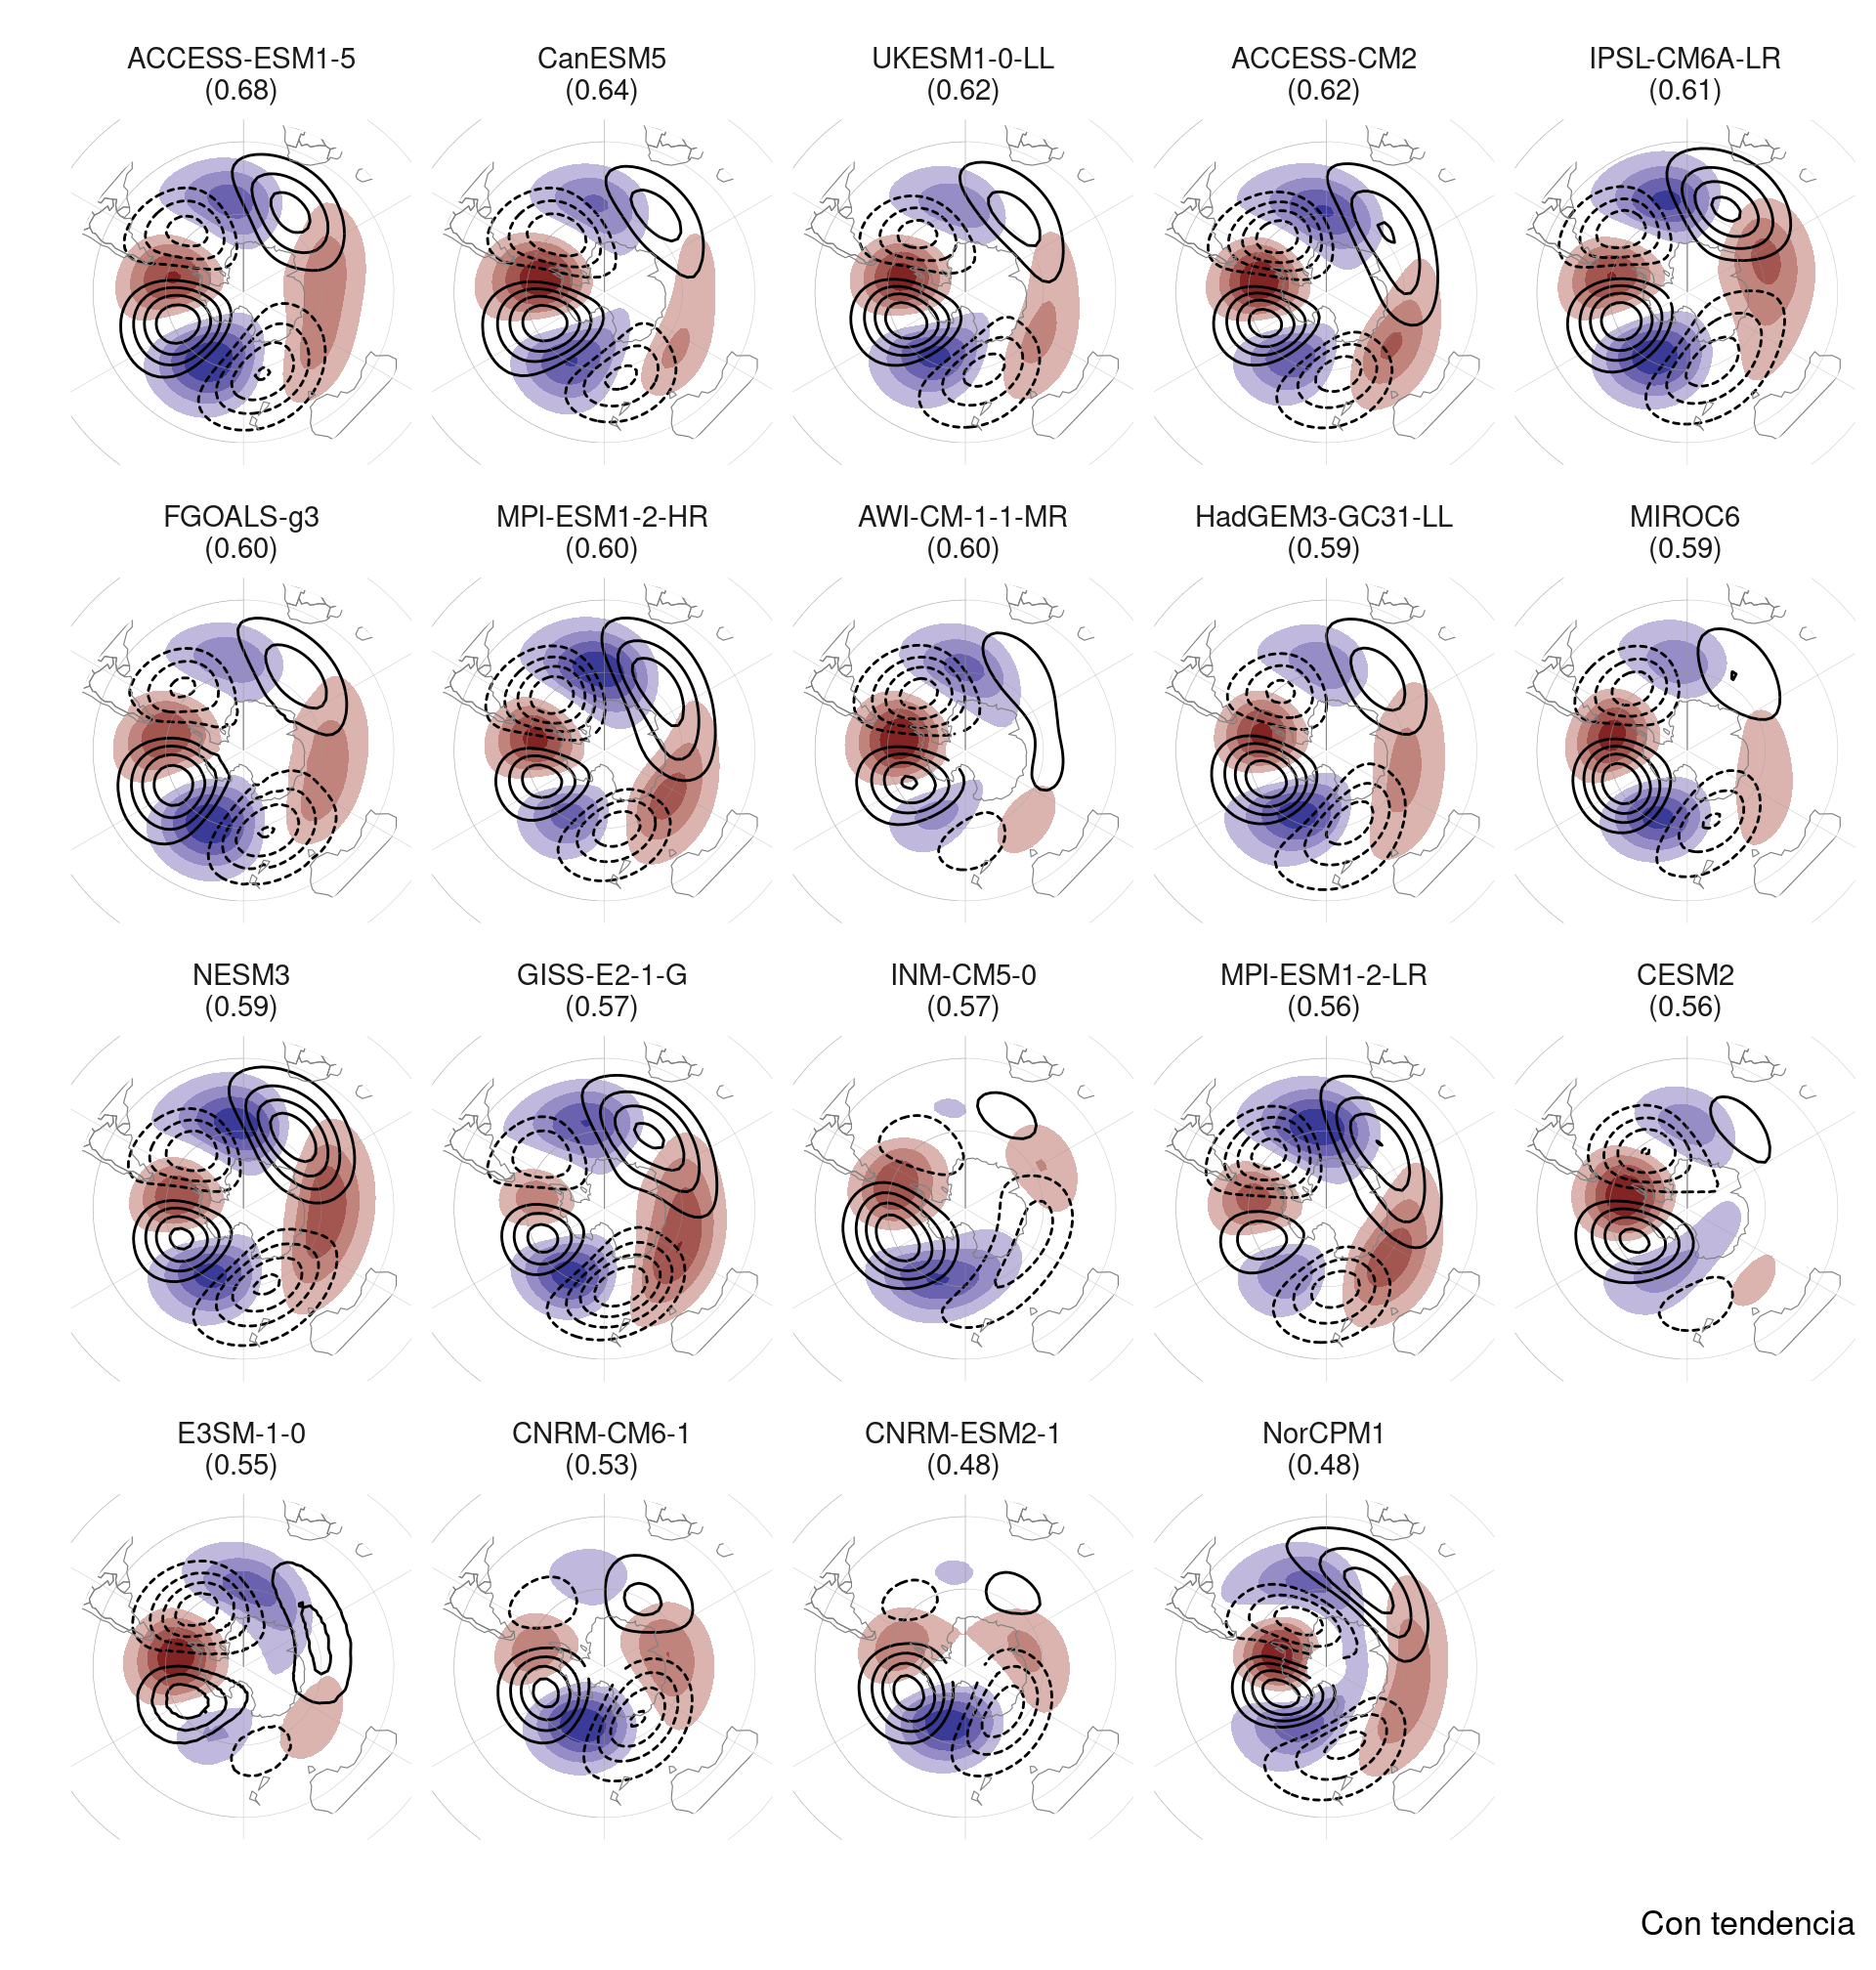 ACCESS-ESM1-5
(0.68)
CanESM5
(0.64)
UKESM1-0-LL
(0.62)
ACCESS-CM2
(0.62)
IPSL-CM6A-LR
(0.61)
FGOALS-g3
(0.60)
MPI-ESM1-2-HR
(0.60)
AWI-CM-1-1-MR
(0.60)
HadGEM3-GC31-LL
(0.59)
MIROC6
(0.59)
NESM3
(0.59)
GISS-E2-1-G
(0.57)
INM-CM5-0
(0.57)
MPI-ESM1-2-LR
(0.56)
CESM2
(0.56)
E3SM-1-0
(0.55)
CNRM-CM6-1
(0.53)
CNRM-ESM2-1
(0.48)
NorCPM1
(0.48)
Con tendencia